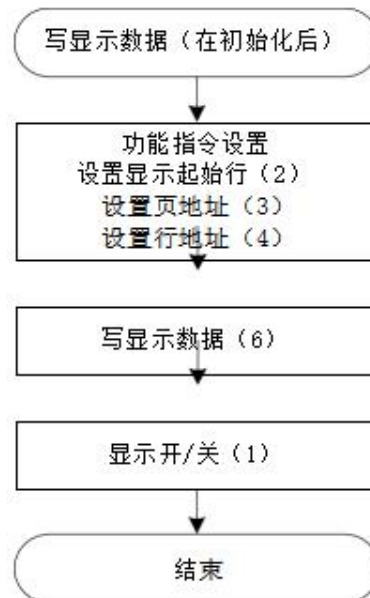 写显示数据（在初始化后）
功能指令设置
设置显示起始行（2）
设置页地址（3）
设置行地址（4）
写显示数据（6）
显示开/关（1）
结束